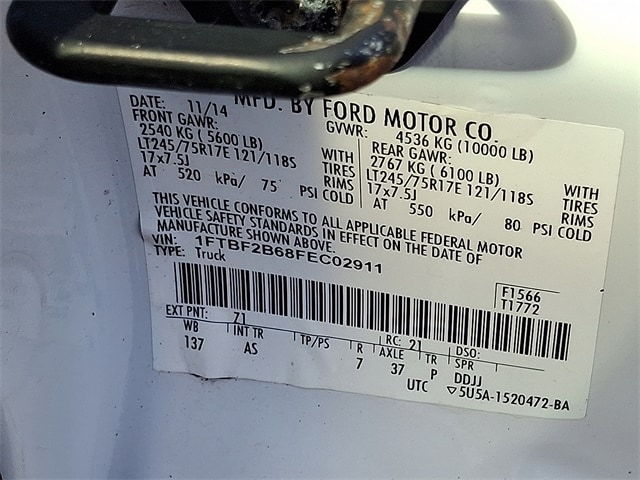 MFD. BY FORD MOTOR CO.
DATE: 11/14 GVWR: 4536 KG (10000 LB)
FRONT GAWR: REAR GAWR:
2540 KG ( 5600 LB) WITH 2767 KG ( 6100 LB) WITH
LT245/75R17E 121/118S TIRES LT245/75R17E 121/118S TIRES
17x7.5J RIMS 17x7.5J RIMS
AT 520 kPa/ 75 PSI COLD AT 550 kPa/ 80 PSI COLD
THIS VEHICLE CONFORMS TO ALL APPLICABLE FEDERAL MOTOR
VEHICLE SAFETY STANDARDS IN EFFECT ON THE DATE OF
MANUFACTURE SHOWN ABOVE.
VIN: 1FTBF2B68FEC02911
TYPE: Truck
F1566
T1772
EXT PNT: Z1 RC: 21 DSO:
WB INT TR TP/PS R AXLE TR SPR
137 AS 7 37 P DDJJ
UTC ▽5U5A-1520472-BA